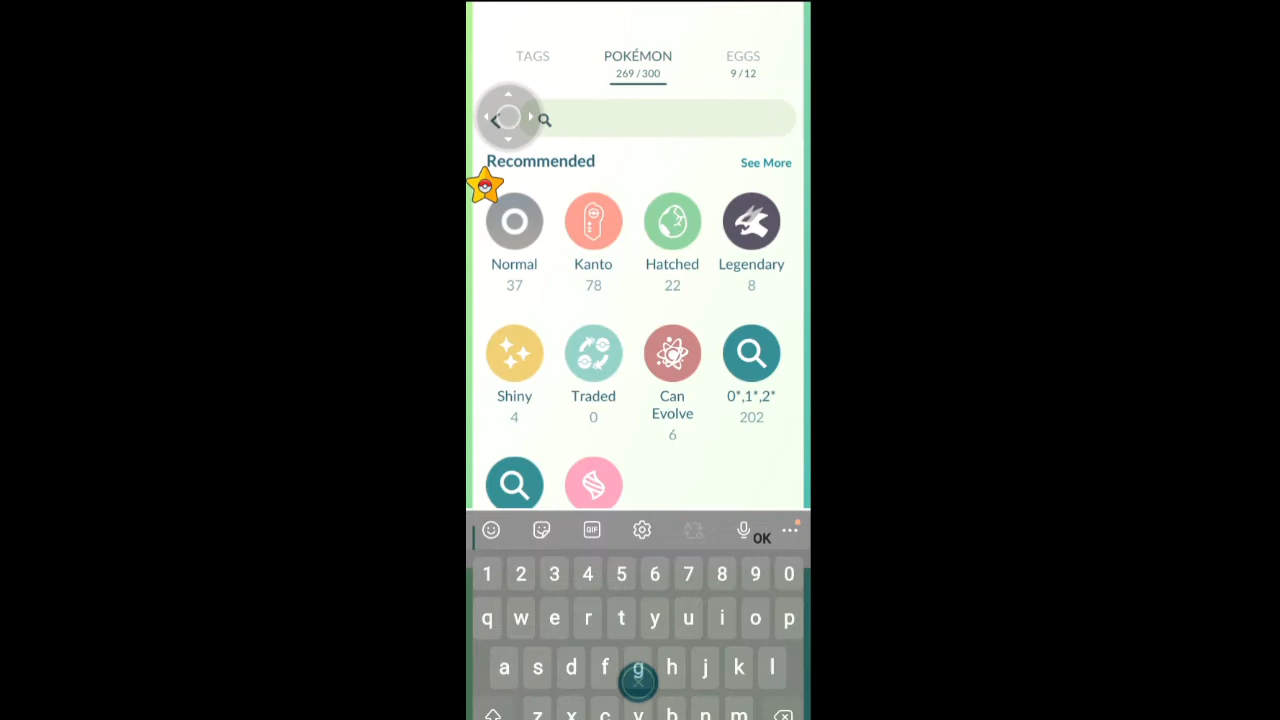 TAGS POKÉMON EGGS
269 / 300 9 / 12
Recommended See More
Normal Kanto Hatched Legendary
37 78 22 8
Shiny Traded Can Evolve 0*,1*,2*
4 0 6 202
GIF OK
1 2 3 4 5 6 7 8 9 0
q w e r t y u i o p
a s d f g h j k l
z x c v b n m